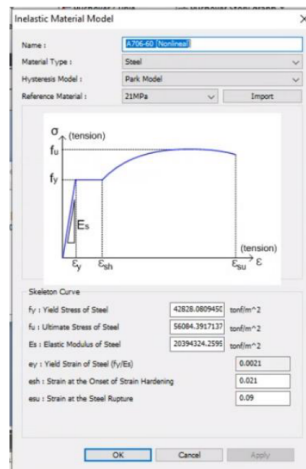 Inelastic Material Model
Name : A706-60 [Nonlineal]
Material Type : Steel
Hysteresis Model : Park Model
Reference Material : 21MPa Import
σ (tension)
fu
fy
Es
(tension)
εy εsh εsu ε
Skeleton Curve
fy : Yield Stress of Steel 42828.0809450 tonf/m^2
fu : Ultimate Stress of Steel 56084.3917137 tonf/m^2
Es : Elastic Modulus of Steel 20394324.2595 tonf/m^2
ey : Yield Strain of Steel (fy/Es) 0.0021
esh : Strain at the Onset of Strain Hardening 0.021
esu : Strain at the Steel Rupture 0.09
OK Cancel Apply